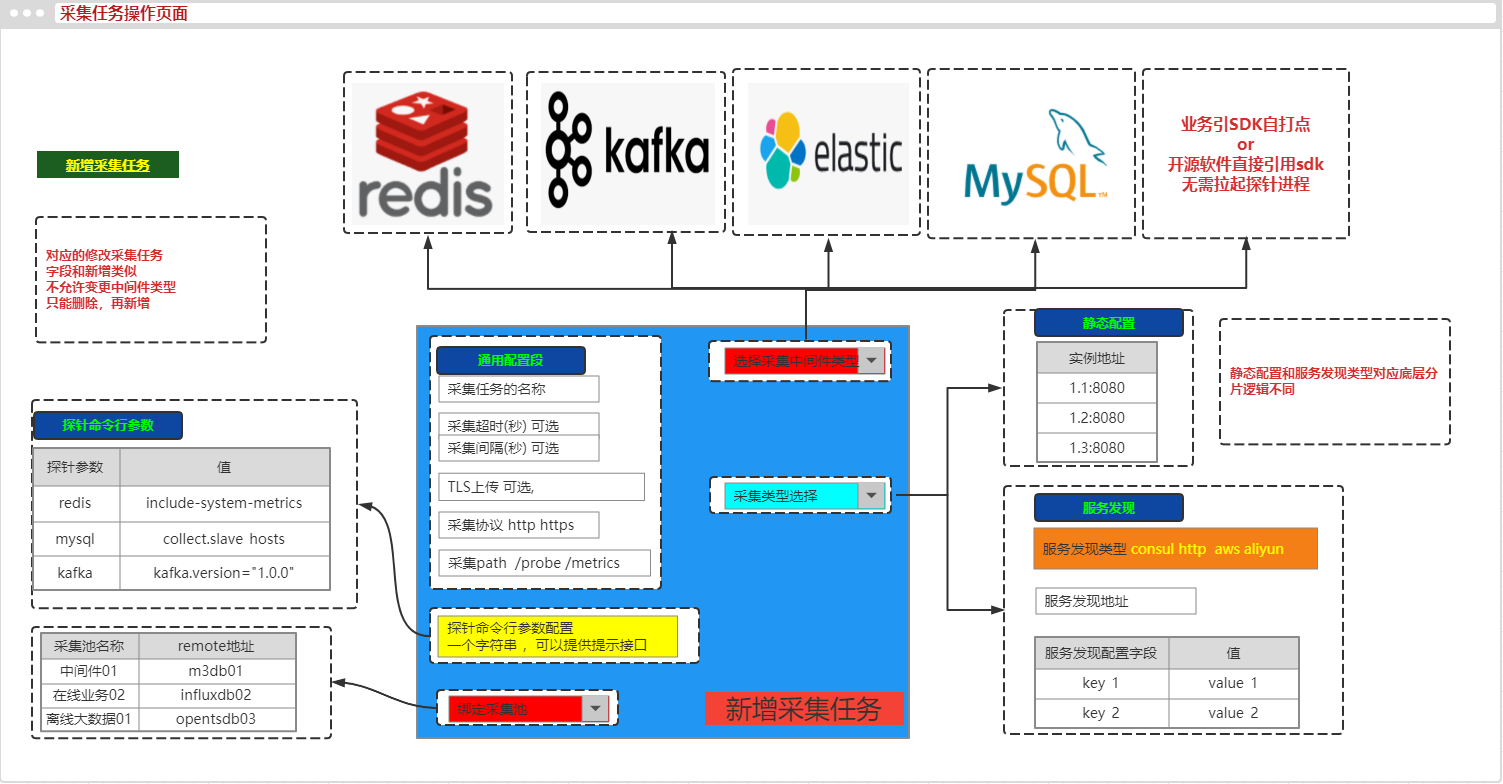 采集任务操作页面
redis
kafka
elastic
MySQL™
业务引SDK自打点
or
开源软件直接引用sdk
无需拉起探针进程
新增采集任务
对应的修改采集任务
字段和新增类似
不允许变更中间件类型
只能删除，再新增
通用配置段
采集任务的名称
采集超时(秒) 可选
采集间隔(秒) 可选
TLS上传 可选,
采集协议 http https
采集path /probe /metrics
选择采集中间件类型
采集类型选择
探针命令行参数配置
一个字符串 ，可以提供提示接口
绑定采集池
新增采集任务
探针命令行参数
探针参数 值
redis include-system-metrics
mysql collect.slave hosts
kafka kafka.version="1.0.0"
采集池名称 remote地址
中间件01 m3db01
在线业务02 influxdb02
离线大数据01 opentsdb03
静态配置
实例地址
1.1:8080
1.2:8080
1.3:8080
静态配置和服务发现类型对应底层分
片逻辑不同
服务发现
服务发现类型 consul http aws aliyun
服务发现地址
服务发现配置字段 值
key 1 value 1
key 2 value 2